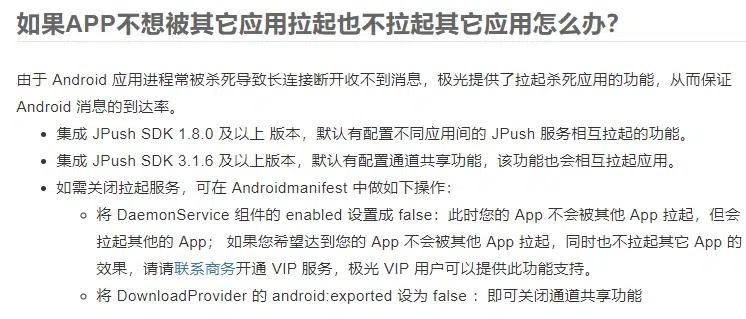 如果APP不想被其它应用拉起也不拉起其它应用怎么办？
由于 Android 应用进程常被杀死导致长连接断开收不到消息，极光提供了拉起杀死应用的功能，从而保证
Android 消息的到达率。
• 集成 JPush SDK 1.8.0 及以上 版本，默认有配置不同应用间的 JPush 服务相互拉起的功能。
• 集成 JPush SDK 3.1.6 及以上版本，默认有配置通道共享功能，该功能也会相互拉起应用。
• 如需关闭拉起服务，可在 Androidmanifest 中做如下操作：
◦ 将 DaemonService 组件的 enabled 设置成 false：此时您的 App 不会被其他 App 拉起，但会
拉起其他的 App； 如果您希望达到您的 App 不会被其他 App 拉起，同时也不拉起其它 App 的
效果，请请联系商务开通 VIP 服务，极光 VIP 用户可以提供此功能支持。
◦ 将 DownloadProvider 的 android:exported 设为 false ：即可关闭通道共享功能